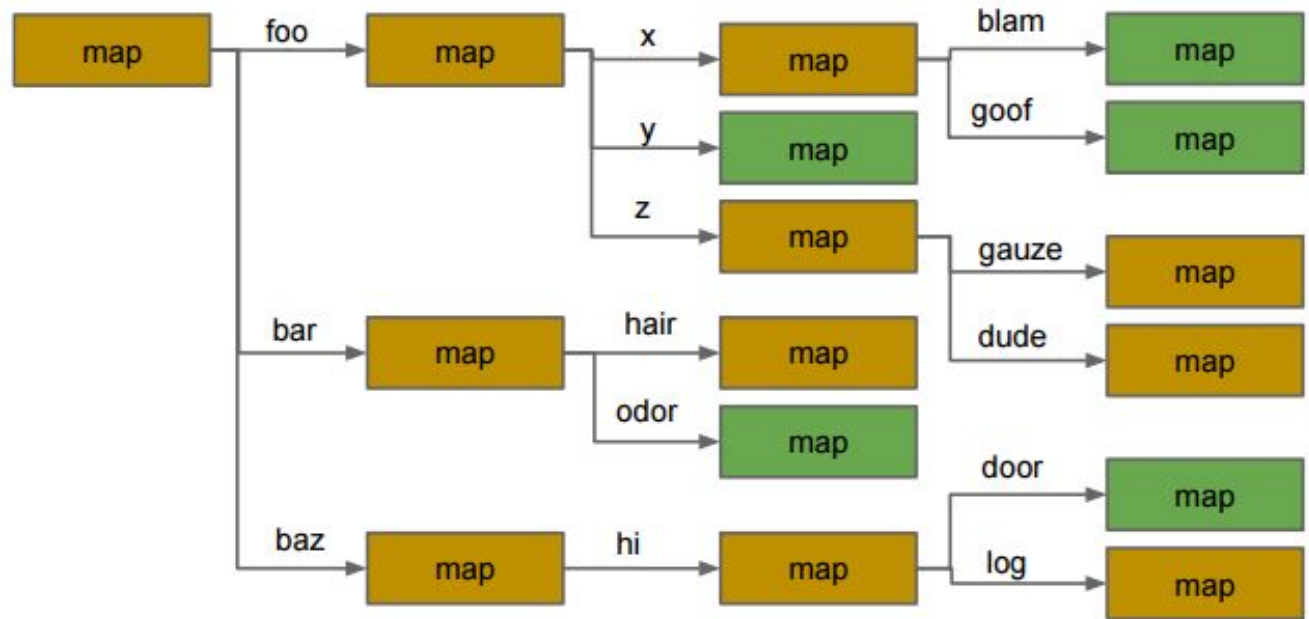 map foo map x map blam map
goof map
y map
z map
gauze map
dude map
bar map hair map
odor map
door map
baz map hi map
log map